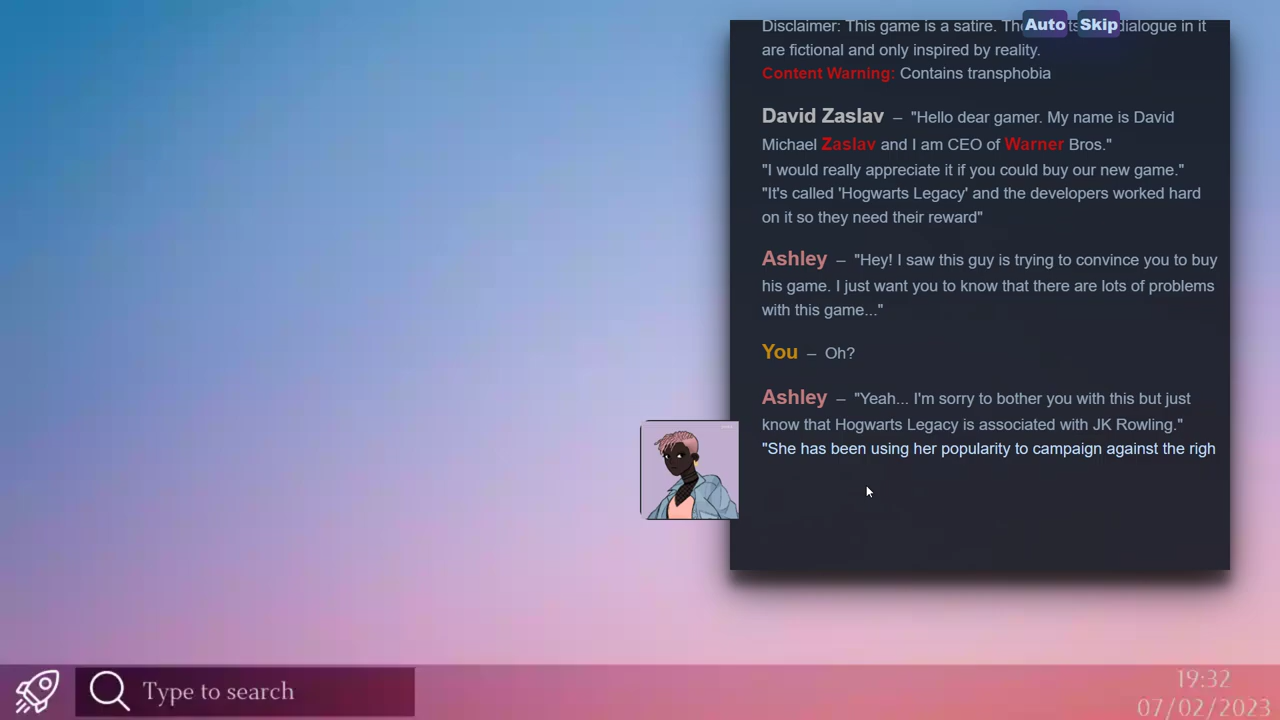 Disclaimer: This game is a satire. The dialogue in it
Auto Skip
are fictional and only inspired by reality.
Content Warning: Contains transphobia
David Zaslav – "Hello dear gamer. My name is David
Michael Zaslav and I am CEO of Warner Bros."
"I would really appreciate it if you could buy our new game."
"It's called 'Hogwarts Legacy' and the developers worked hard
on it so they need their reward"
Ashley – "Hey! I saw this guy is trying to convince you to buy
his game. I just want you to know that there are lots of problems
with this game..."
You – Oh?
Ashley – "Yeah... I'm sorry to bother you with this but just
know that Hogwarts Legacy is associated with JK Rowling."
"She has been using her popularity to campaign against the righ
Type to search
19:32
07/02/2023